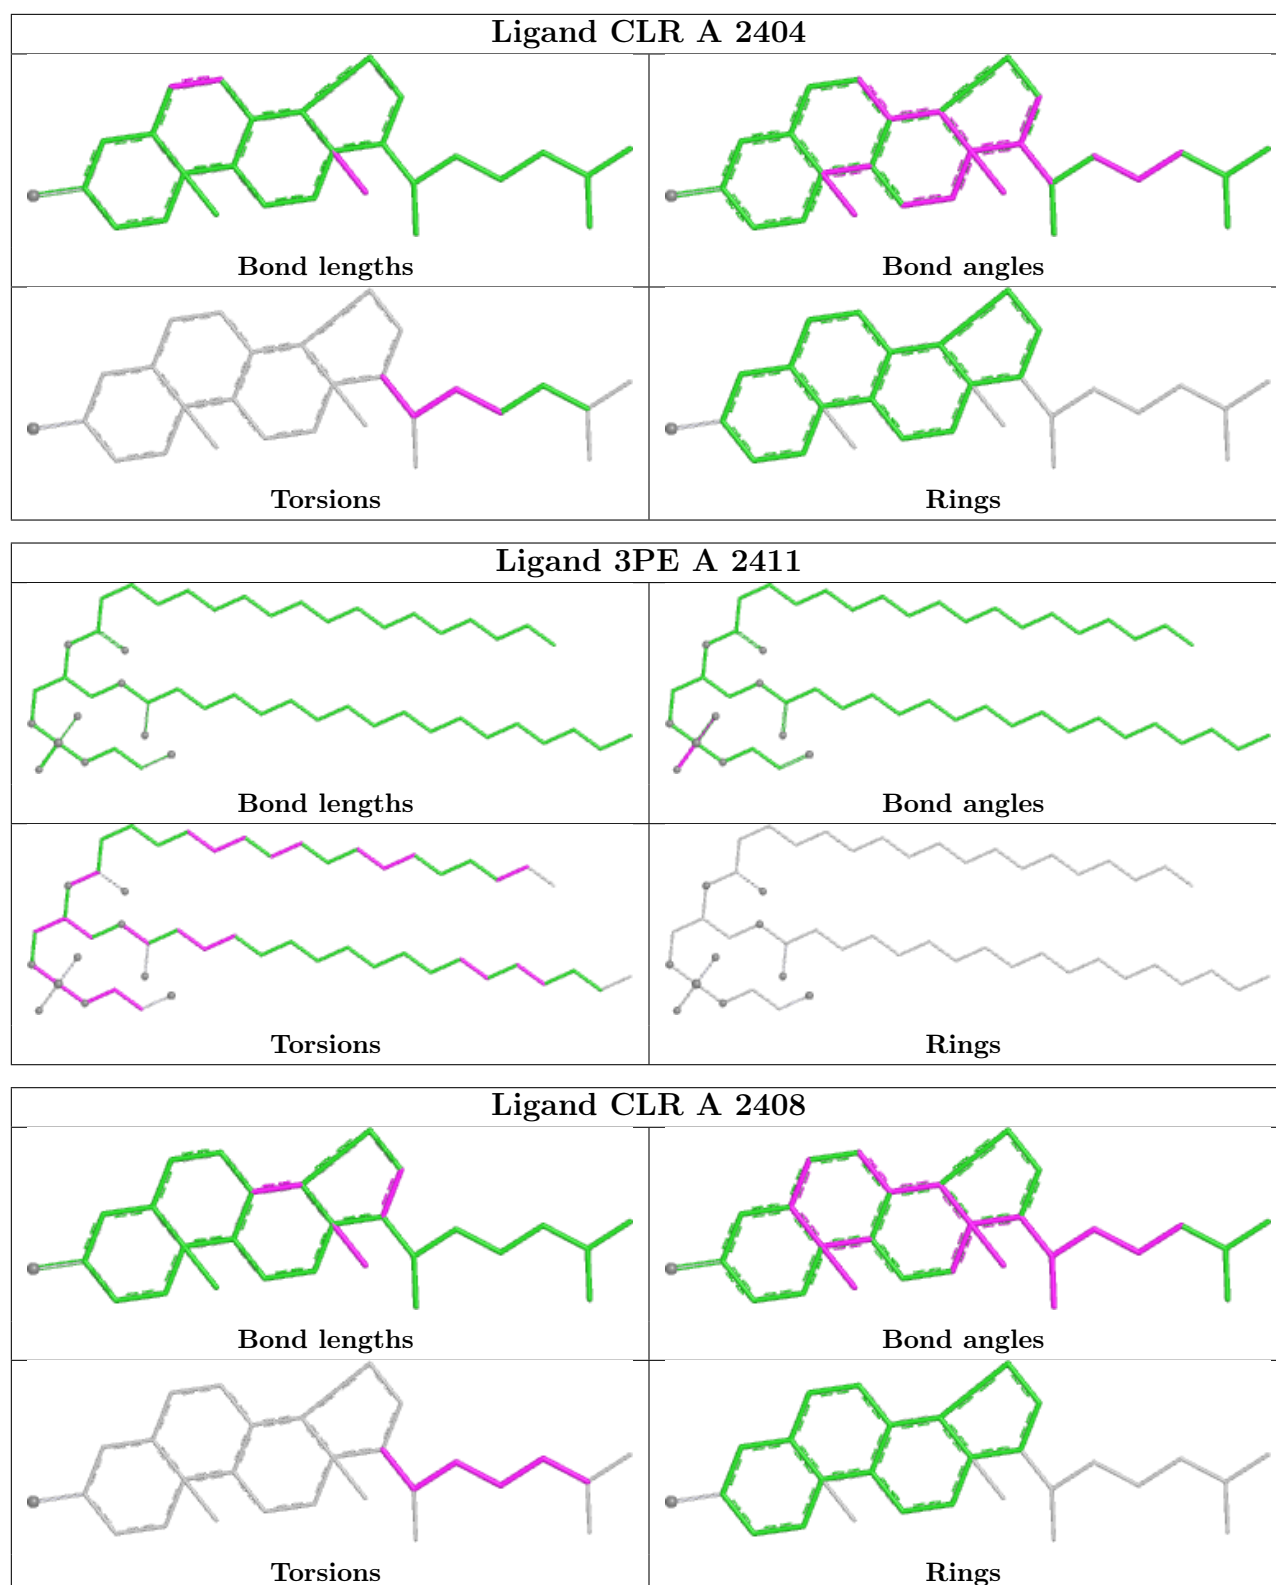 Ligand CLR A 2404
Bond lengths
Bond angles
Torsions
Rings
Ligand 3PE A 2411
Bond lengths
Bond angles
Torsions
Rings
Ligand CLR A 2408
Bond lengths
Bond angles
Torsions
Rings